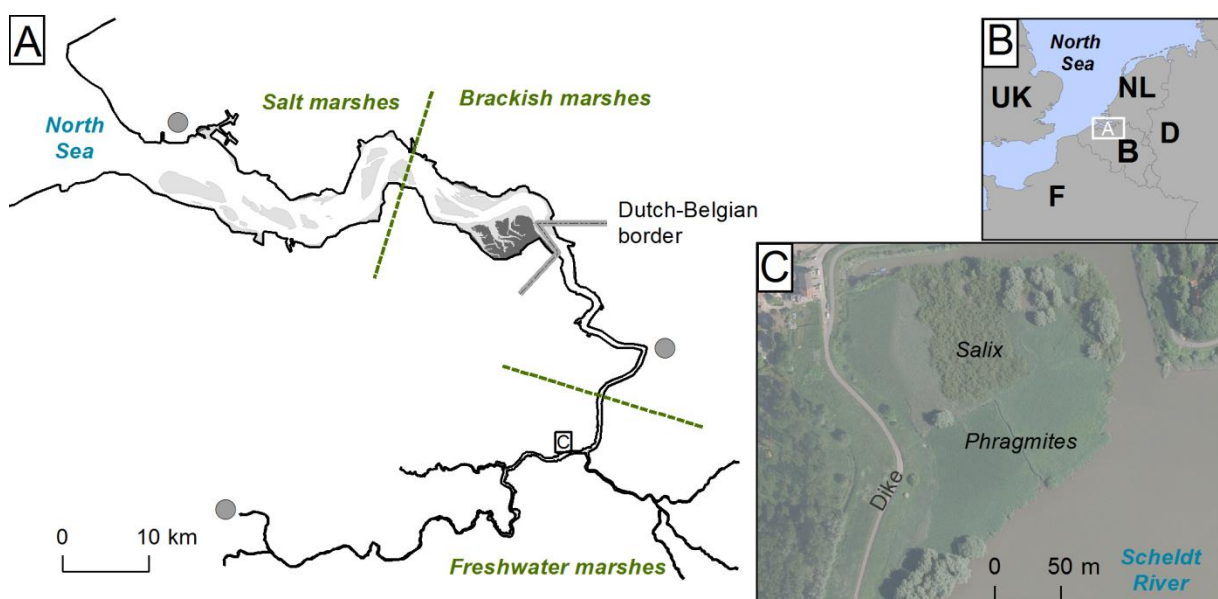 A
Salt marshes
Brackish marshes
North
Sea
Dutch-Belgian
border
C
0
10 km
Freshwater marshes
B
North
Sea
UK
NL
A
D
B
F
C
Salix
Phragmites
Dike
0
50 m
Scheldt
River